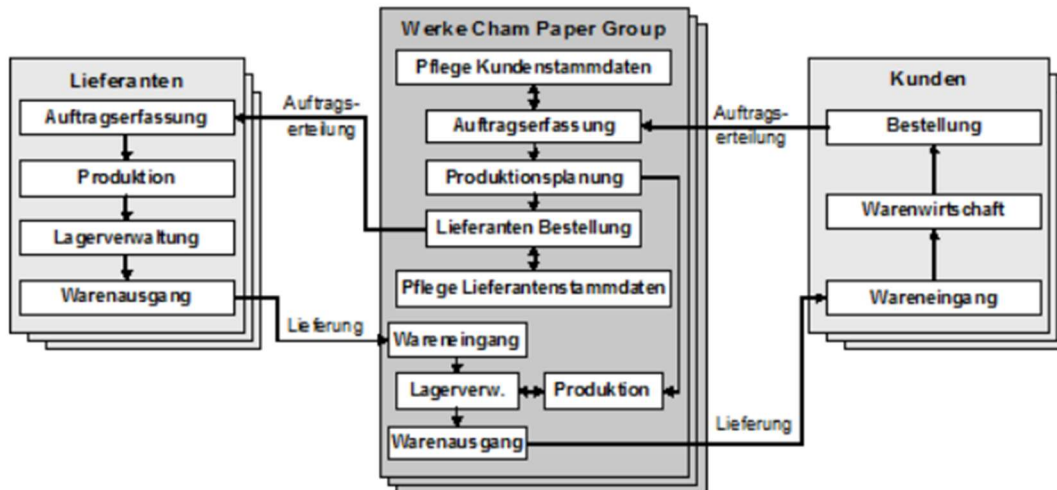 Lieferanten
Auftragserfassung
Produktion
Lagerverwaltung
Warenausgang
Auftrags-
erteilung
Lieferung
Werke Cham Paper Group
Pflege Kundenstammdaten
Auftragserfassung
Produktionsplanung
Lieferanten Bestellung
Pflege Lieferantenstammdaten
Wareneingang
Lagerverw.
Produktion
Warenausgang
Auftrags-
erteilung
Lieferung
Kunden
Bestellung
Warenwirtschaft
Wareneingang